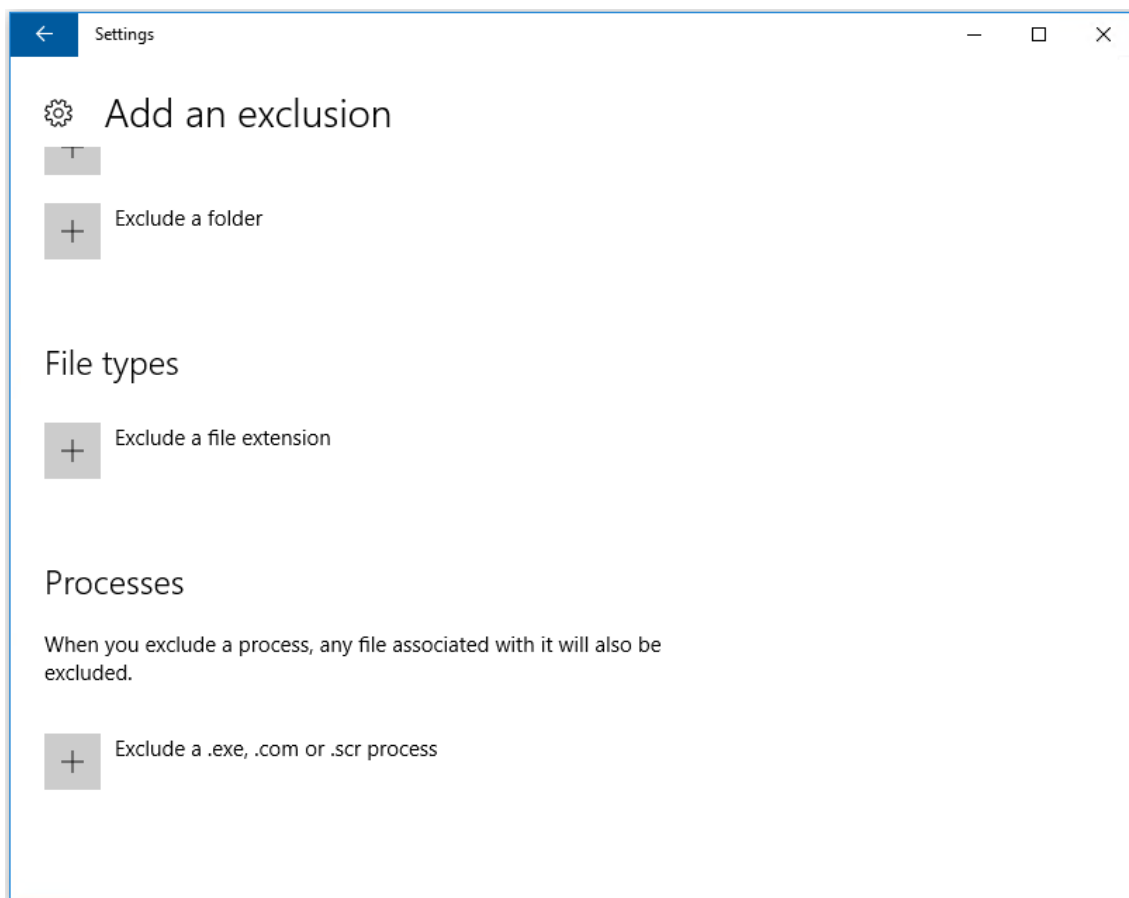 Settings
Add an exclusion
Exclude a folder
File types
Exclude a file extension
Processes
When you exclude a process, any file associated with it will also be
excluded.
Exclude a .exe, .com or .scr process